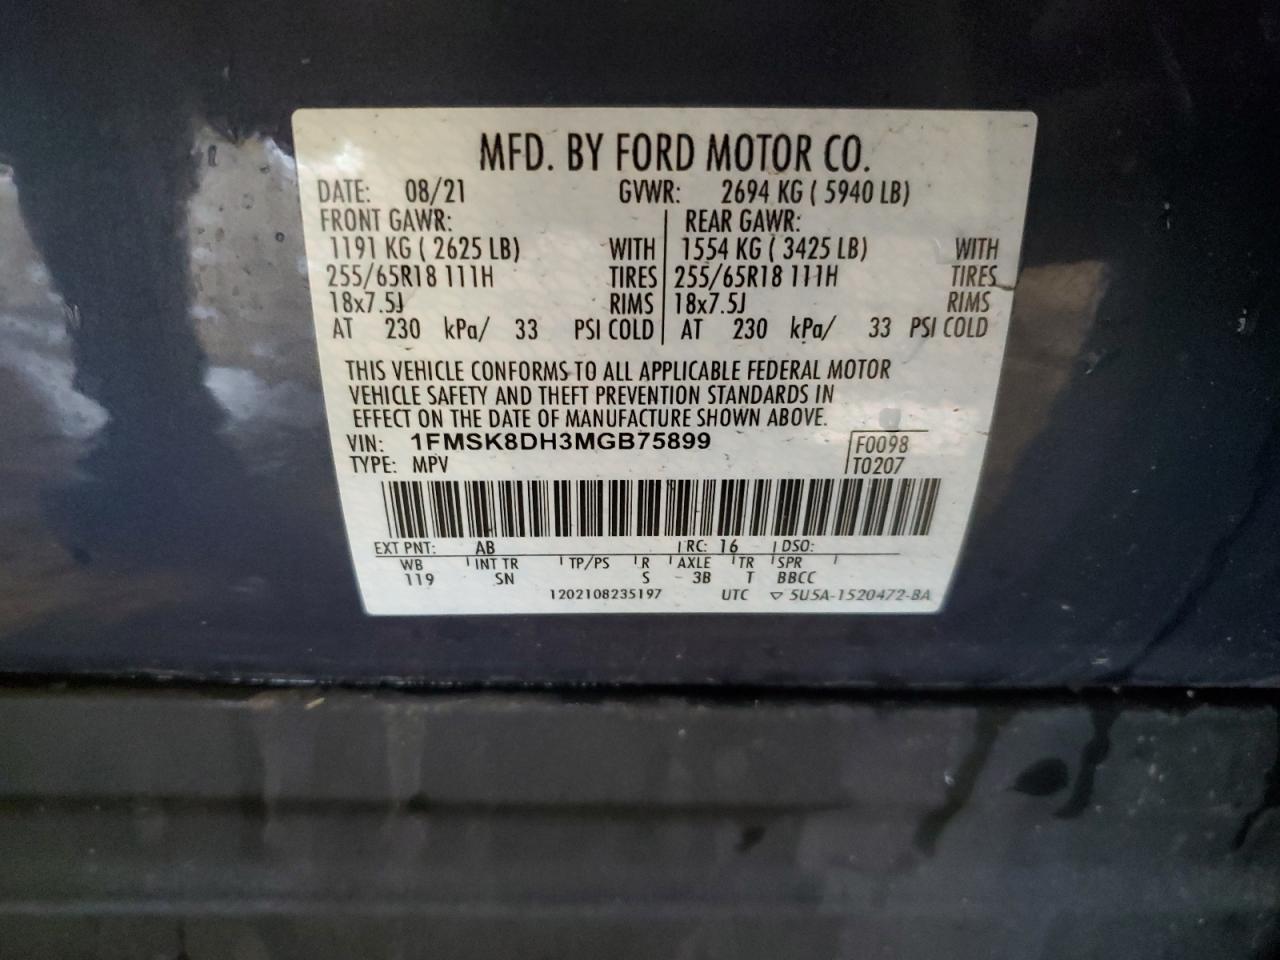 MFD. BY FORD MOTOR CO.
DATE: 08/21 GVWR: 2694 KG ( 5940 LB)
FRONT GAWR: REAR GAWR:
1191 KG ( 2625 LB) WITH 1554 KG ( 3425 LB) WITH
255/65R18 111H TIRES 255/65R18 111H TIRES
18x7.5J RIMS 18x7.5J RIMS
AT 230 kPa/ 33 PSI COLD AT 230 kPa/ 33 PSI COLD
THIS VEHICLE CONFORMS TO ALL APPLICABLE FEDERAL MOTOR
VEHICLE SAFETY AND THEFT PREVENTION STANDARDS IN
EFFECT ON THE DATE OF MANUFACTURE SHOWN ABOVE.
VIN: 1FMSK8DH3MGB75899 F0098
TYPE: MPV T0207
EXT PNT: AB RC: 16 DSO:
WB INT TR TP/PS R AXLE TR SPR
119 SN S 3B T BBCC
1202108235197 UTC ▽ 5U5A-1520472-BA